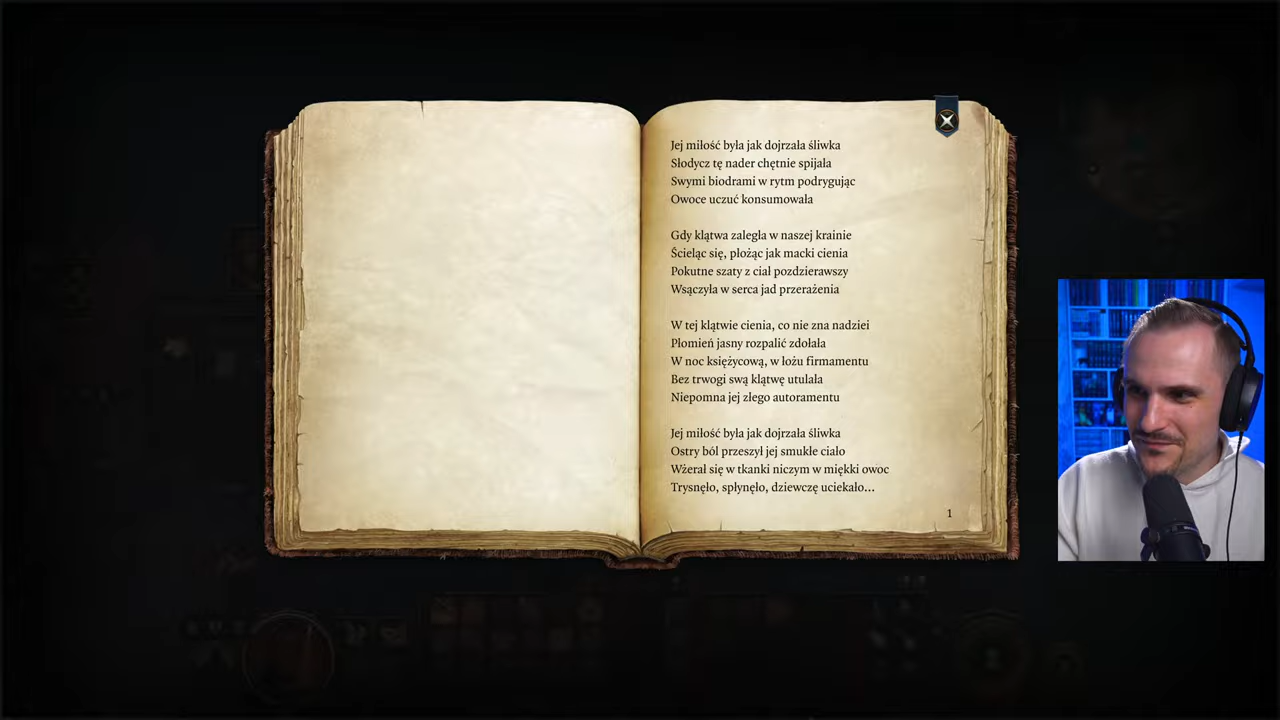 Jej miłość była jak dojrzała śliwka
Słodycz tę nader chętnie spijała
Swymi biodrami w rytm podrygując
Owoce uczuć konsumowała
Gdy klątwa zaległa w naszej krainie
Ścieląc się, płożąc jak macki cienia
Pokutne szaty z ciał pozdzierawszy
Wsączyła w serca jad przerażenia
W tej klątwie cienia, co nie zna nadziei
Płomień jasny rozpalić zdołała
W noc księżycową, w łożu firmamentu
Bez trwogi swą klątwę utulała
Niepomna jej złego autoramentu
Jej miłość była jak dojrzała śliwka
Ostry ból przeszył jej smukłe ciało
Wżerał się w tkanki niczym w miękki owoc
Trysnęło, spłynęło, dziewczę uciekało...
1